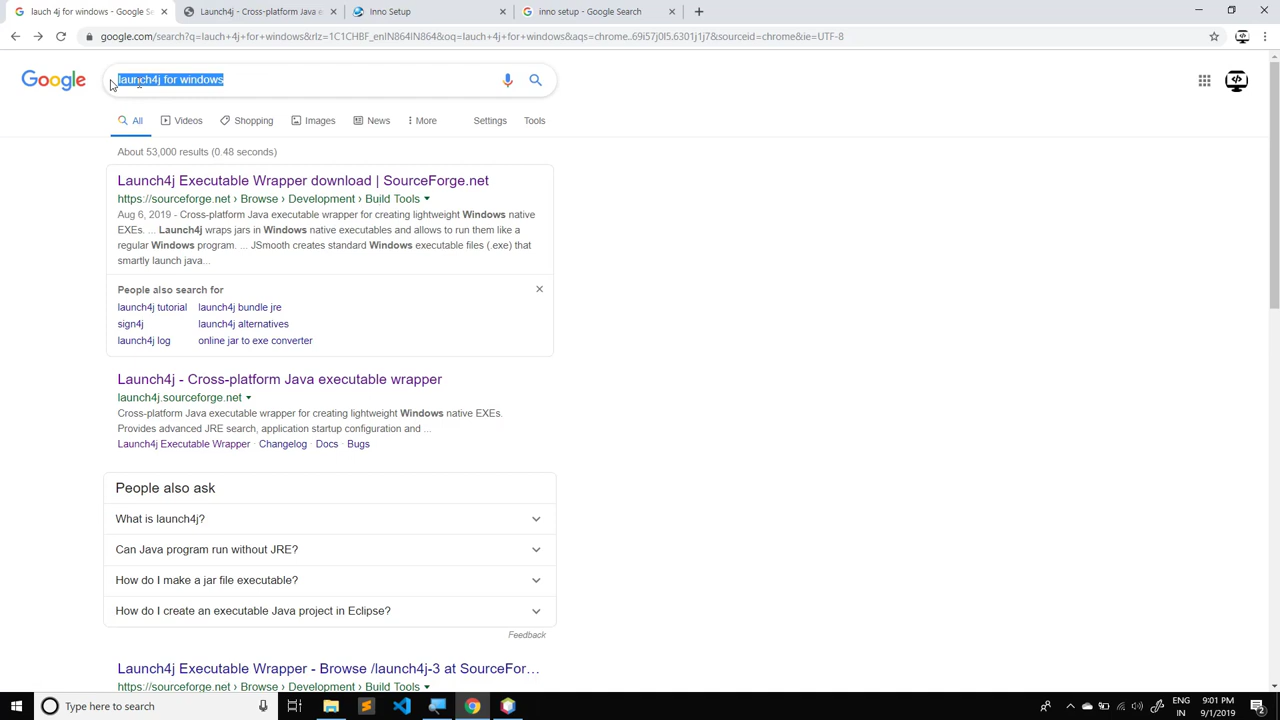 lauch 4j for windows - Google Se
Launch4j - Cross-platform Java e
Inno Setup
inno setup - Google Search
google.com/search?q=lauch+4j+for+windows&rlz=1C1CHBF_enIN864IN864&oq=lauch+4j+for+windows&aqs=chrome..69i57j0l5.6301j1j7&sourceid=chrome&ie=UTF-8
Google
launch4j for windows
All
Videos
Shopping
Images
News
More
Settings
Tools
About 53,000 results (0.48 seconds)
Launch4j Executable Wrapper download | SourceForge.net
https://sourceforge.net › Browse › Development › Build Tools
Aug 6, 2019 - Cross-platform Java executable wrapper for creating lightweight Windows native
EXEs. ... Launch4j wraps jars in Windows native executables and allows to run them like a
regular Windows program. ... JSmooth creates standard Windows executable files (.exe) that
smartly launch java...
People also search for
launch4j tutorial launch4j bundle jre
sign4j launch4j alternatives
launch4j log online jar to exe converter
Launch4j - Cross-platform Java executable wrapper
launch4j.sourceforge.net
Cross-platform Java executable wrapper for creating lightweight Windows native EXEs.
Provides advanced JRE search, application startup configuration and ...
Launch4j Executable Wrapper · Changelog · Docs · Bugs
People also ask
What is launch4j?
Can Java program run without JRE?
How do I make a jar file executable?
How do I create an executable Java project in Eclipse?
Feedback
Launch4j Executable Wrapper - Browse /launch4j-3 at SourceFor...
https://sourceforge.net › Browse › Development › Build Tools
Type here to search
ENG
IN
9:01 PM
9/1/2019
2